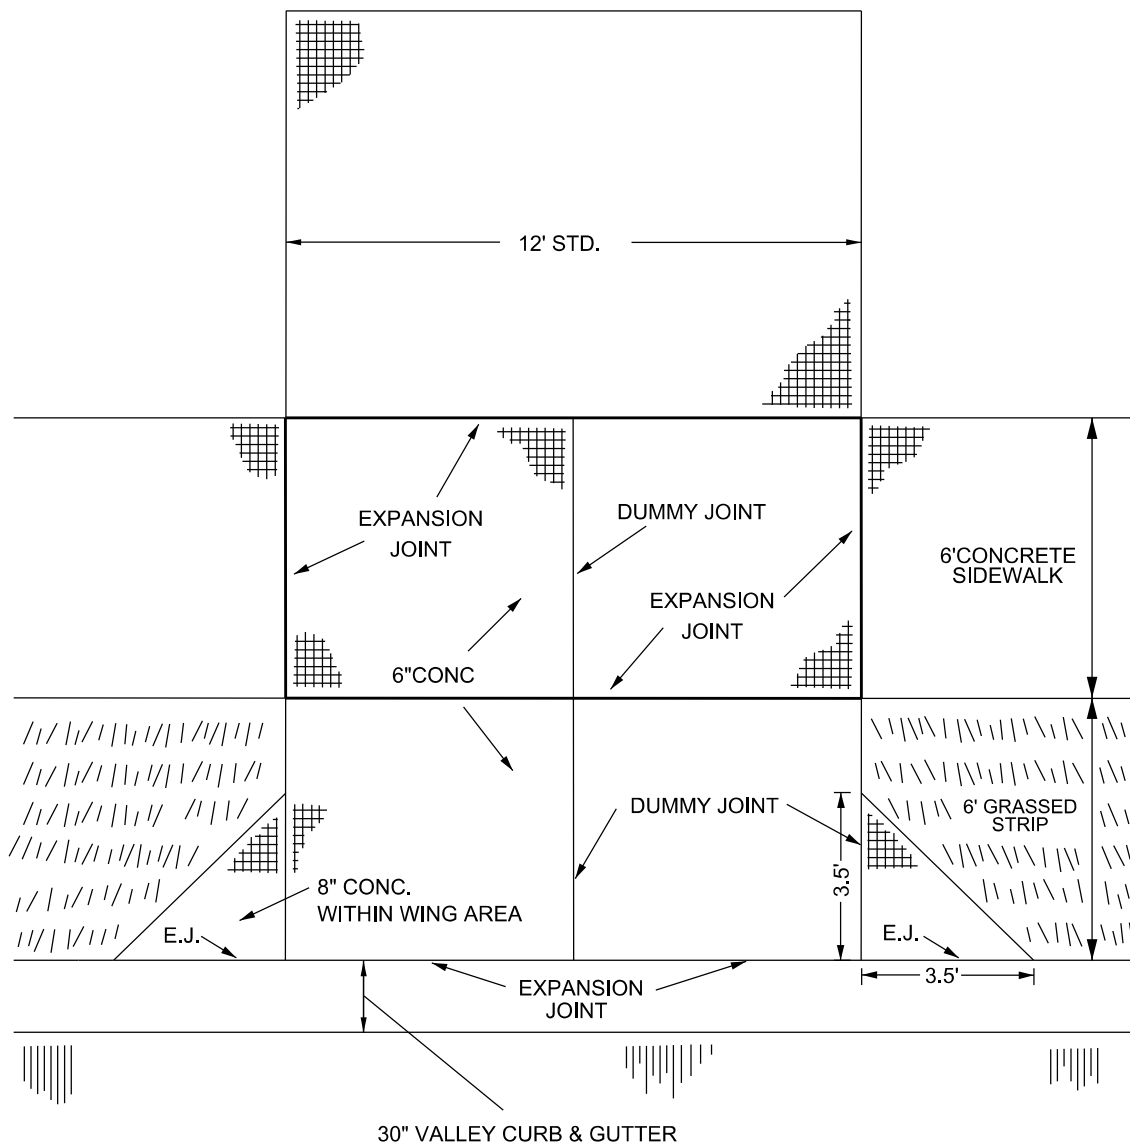 12' STD.
EXPANSION
JOINT
DUMMY JOINT
6'CONCRETE
SIDEWALK
EXPANSION
JOINT
6"CONC
DUMMY JOINT
6' GRASSED
STRIP
3.5'
8" CONC.
WITHIN WING AREA
E.J.
E.J.
3.5'
EXPANSION
JOINT
30" VALLEY CURB & GUTTER